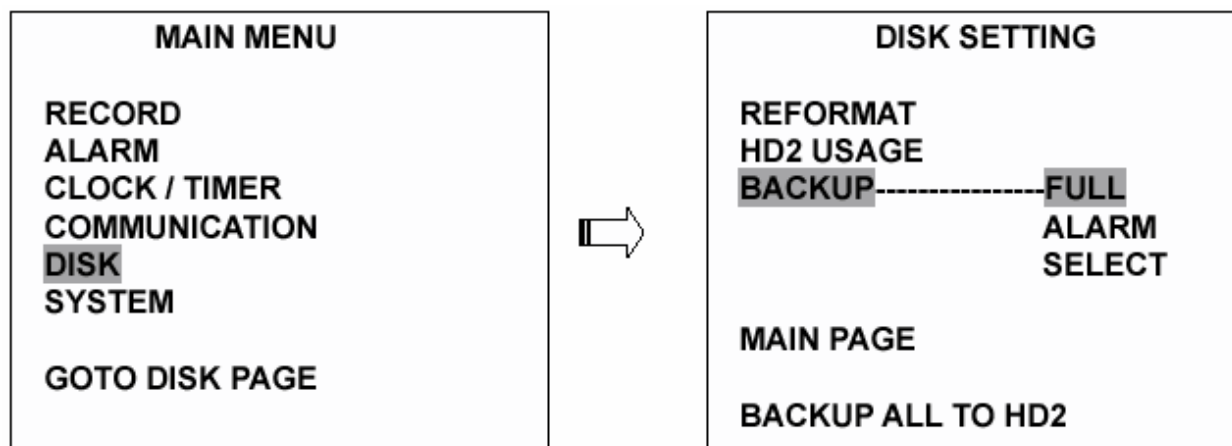 MAIN MENU
RECORD
ALARM
CLOCK / TIMER
COMMUNICATION
DISK
SYSTEM
GOTO DISK PAGE
DISK SETTING
REFORMAT
HD2 USAGE
BACKUP----------------FULL
ALARM
SELECT
MAIN PAGE
BACKUP ALL TO HD2